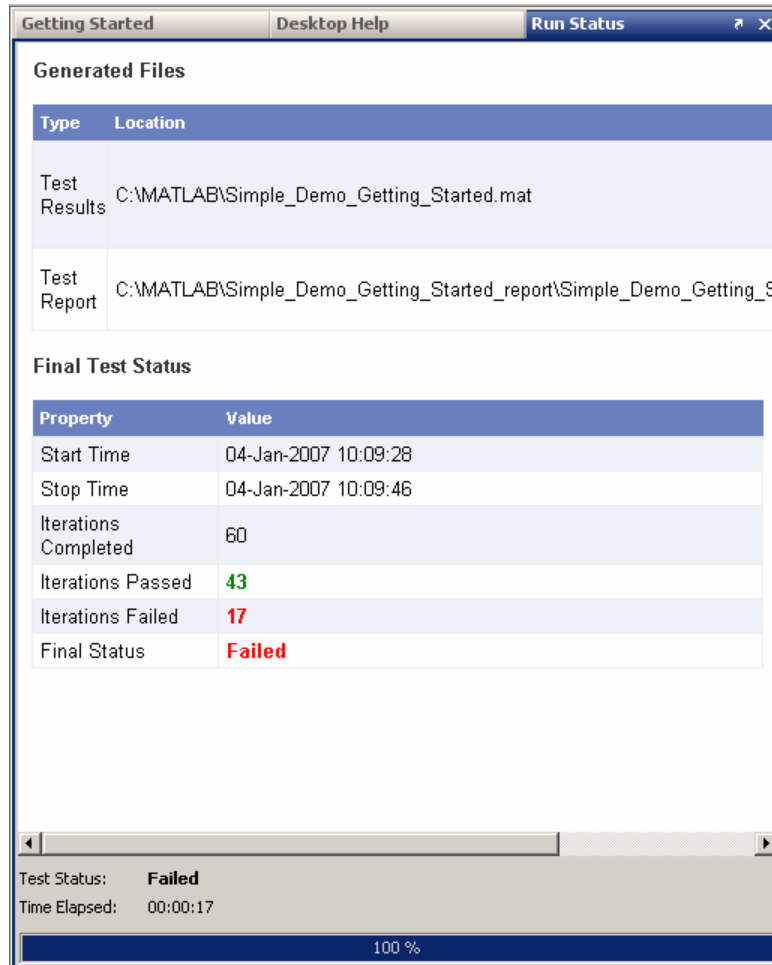 Getting Started Desktop Help Run Status
Generated Files
Type Location
Test
Results C:\MATLAB\Simple_Demo_Getting_Started.mat
Test
Report C:\MATLAB\Simple_Demo_Getting_Started_report\Simple_Demo_Getting_S
Final Test Status
Property Value
Start Time 04-Jan-2007 10:09:28
Stop Time 04-Jan-2007 10:09:46
Iterations
Completed 60
Iterations Passed 43
Iterations Failed 17
Final Status Failed
Test Status: Failed
Time Elapsed: 00:00:17
100 %